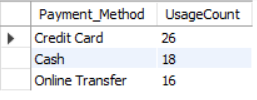 Payment_Method UsageCount
Credit Card 26
Cash 18
Online Transfer 16